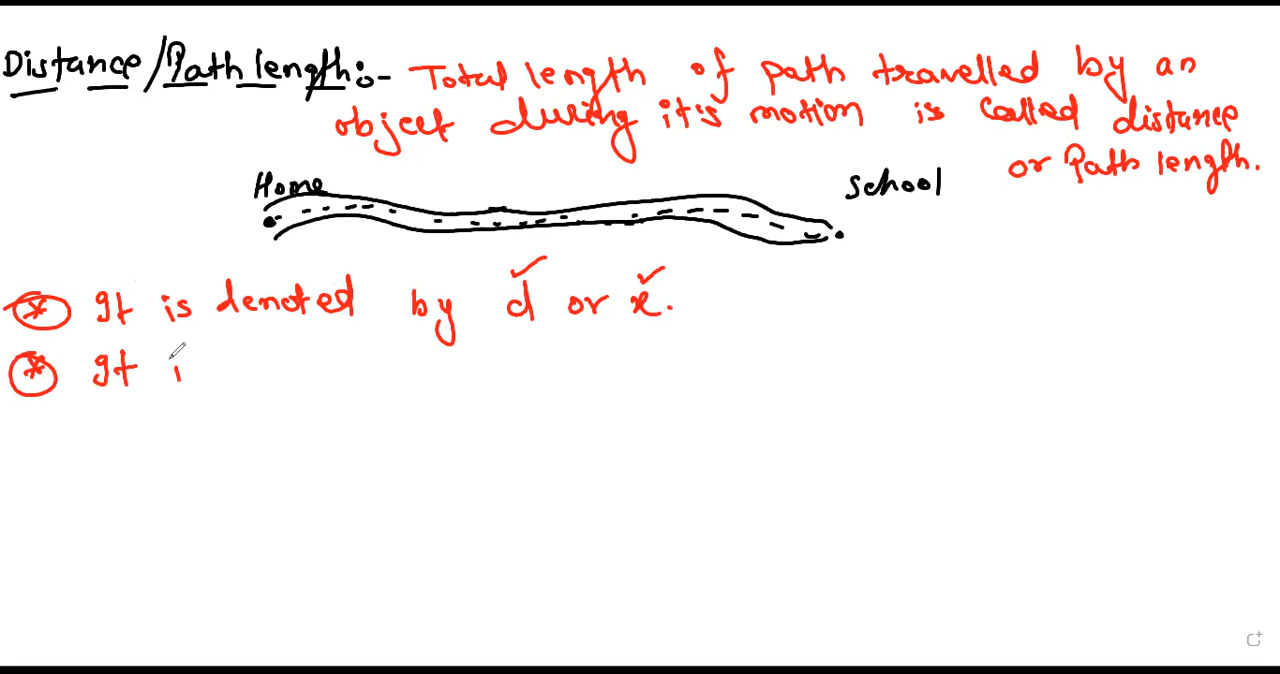 Distance/Path length:- Total length of path travelled by an
object during it's motion is called distance
or Path length.
Home
School
* It is denoted by d or x.
* It i